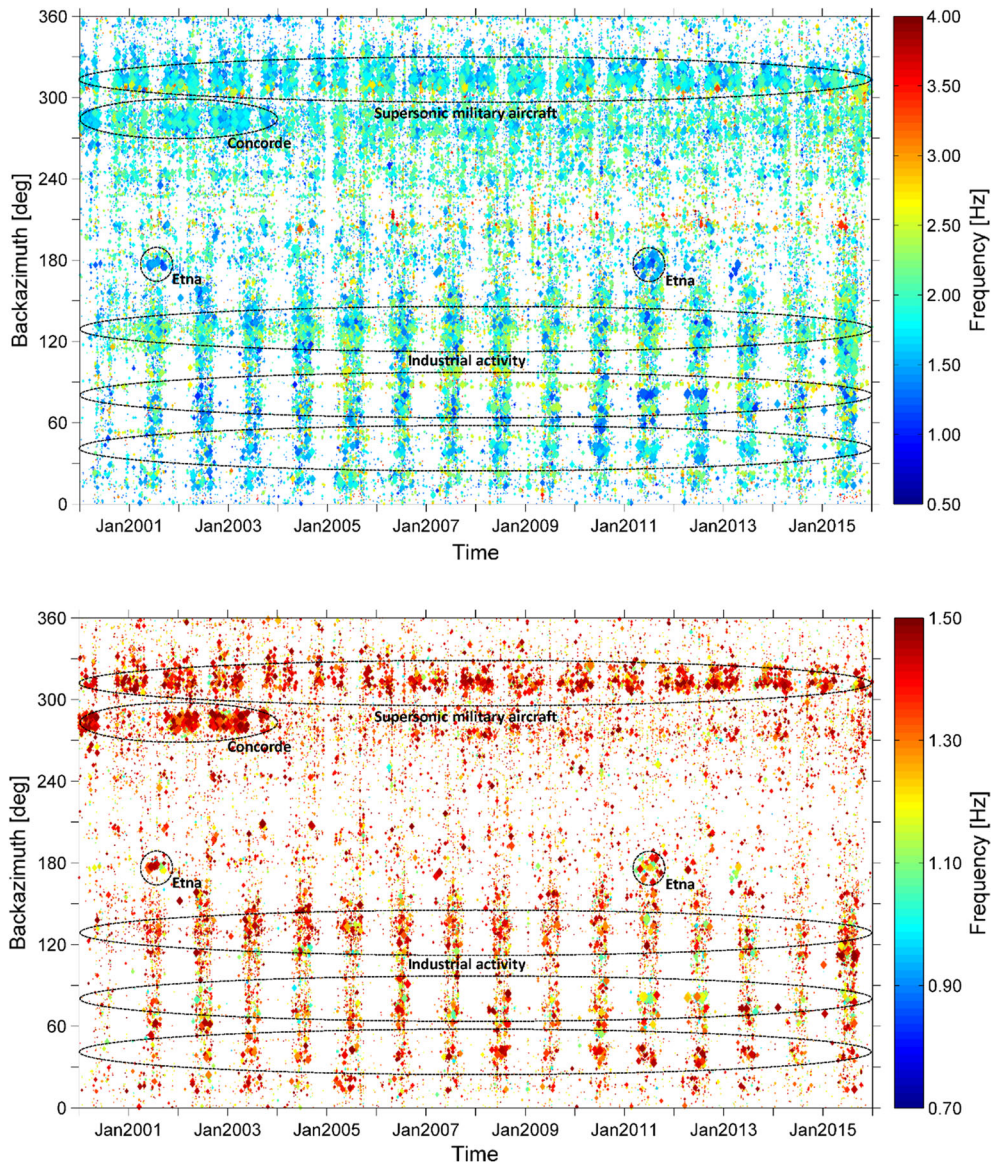 360
300
240
180
120
60
0
Backazimuth [deg]
Supersonic military aircraft
Concorde
Etna
Etna
Industrial activity
Jan2001 Jan2003 Jan2005 Jan2007 Jan2009 Jan2011 Jan2013 Jan2015
Time
4.00
3.50
3.00
2.50
2.00
1.50
1.00
0.50
Frequency [Hz]
360
300
240
180
120
60
0
Backazimuth [deg]
Supersonic military aircraft
Concorde
Etna
Etna
Industrial activity
Jan2001 Jan2003 Jan2005 Jan2007 Jan2009 Jan2011 Jan2013 Jan2015
Time
1.50
1.30
1.10
0.90
0.70
Frequency [Hz]